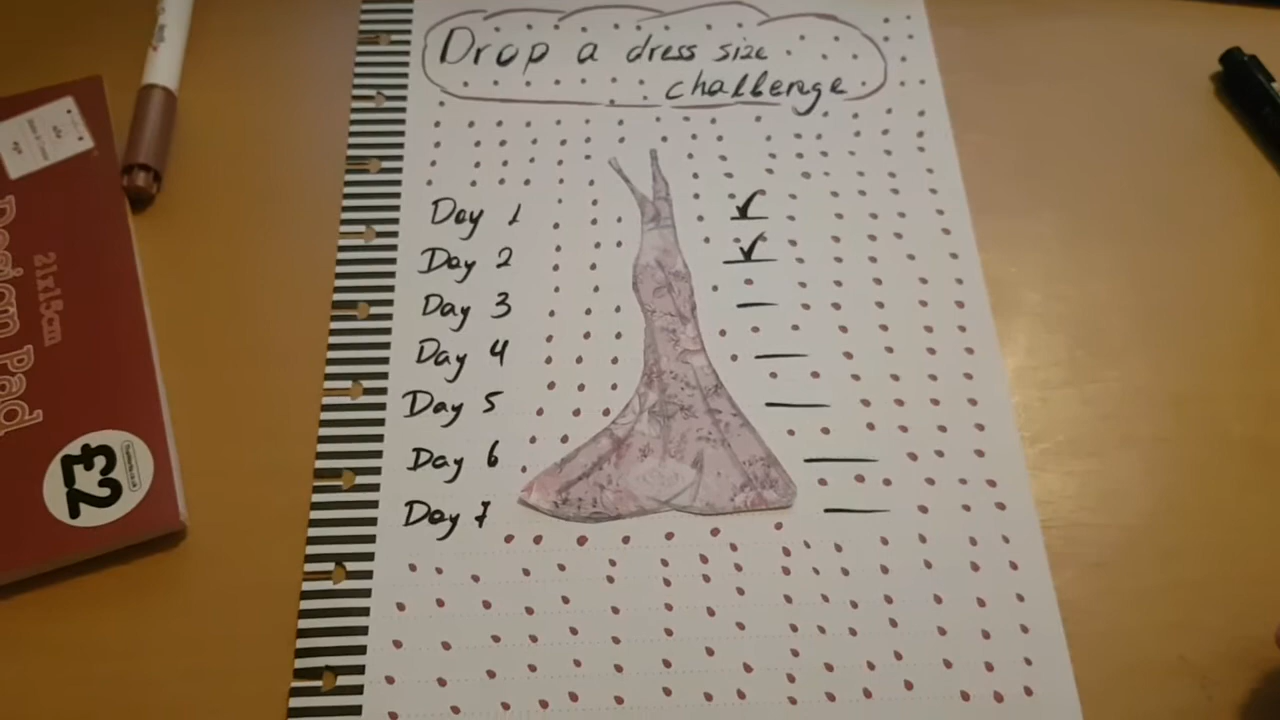 Drop a dress size
challenge
Day 1 ✓
Day 2 ✓
Day 3
Day 4
Day 5
Day 6
Day 7
Design Pad
21x15cm
£2